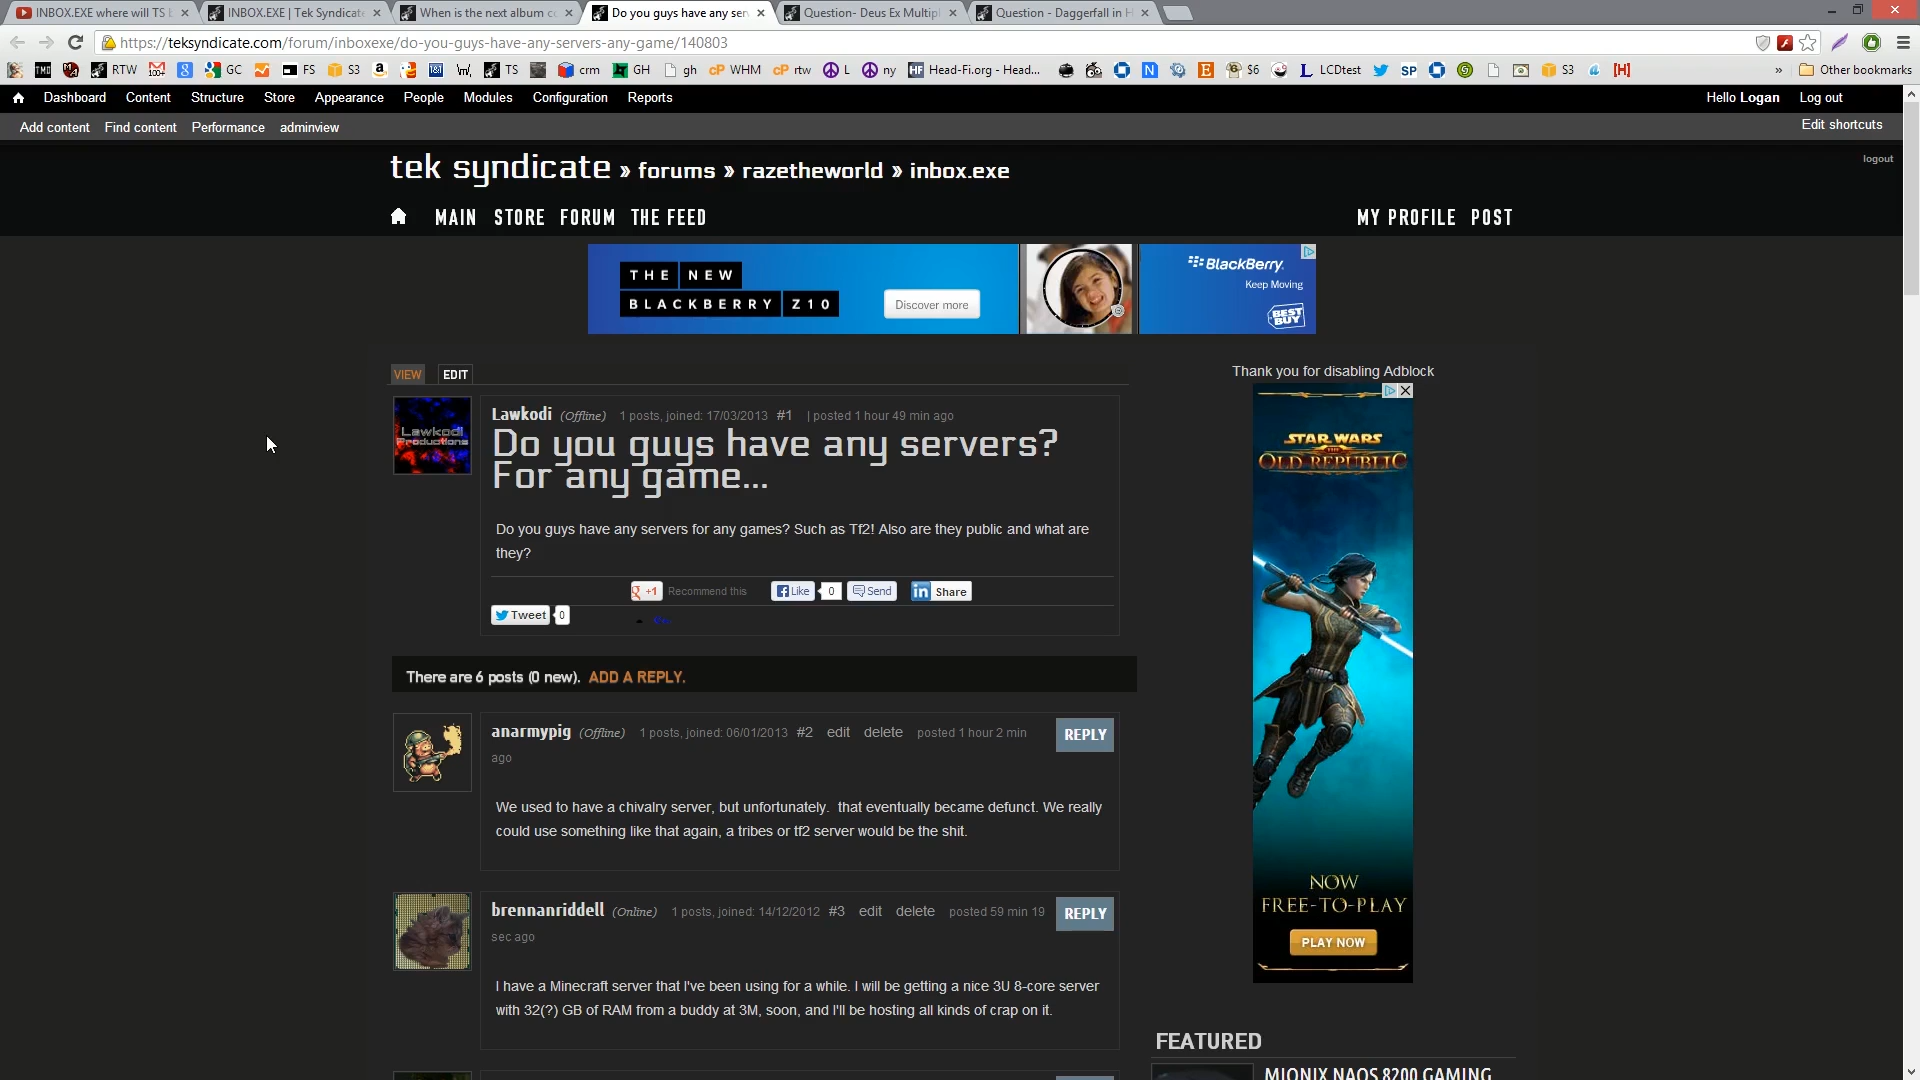 INBOX.EXE where will TS b
INBOX.EXE | Tek Syndicate
When is the next album co
Do you guys have any serv
Question- Deus Ex Multipl
Question - Daggerfall in H
https://teksyndicate.com/forum/inboxexe/do-you-guys-have-any-servers-any-game/140803
RTW
100+
GC
FS
S3
TS
crm
GH
gh
cP WHM
cP rtw
L
ny
HF Head-Fi.org - Head...
$6
LCDtest
SP
S3
[H]
»
Other bookmarks
Dashboard Content Structure Store Appearance People Modules Configuration Reports
Hello Logan Log out
Add content Find content Performance adminview
Edit shortcuts
logout
tek syndicate » forums » razetheworld » inbox.exe
MAIN STORE FORUM THE FEED
MY PROFILE POST
THE NEW
BLACKBERRY Z10
Discover more
BlackBerry.
Keep Moving
BEST
BUY
VIEW EDIT
Thank you for disabling Adblock
Lawkodi
Productions
Lawkodi (Offline) 1 posts, joined: 17/03/2013 #1 | posted 1 hour 49 min ago
Do you guys have any servers?
For any game...
Do you guys have any servers for any games? Such as Tf2! Also are they public and what are
they?
g +1 Recommend this
Like 0
Send
in Share
Tweet 0
There are 6 posts (0 new). ADD A REPLY.
anarmypig (Offline) 1 posts, joined: 06/01/2013 #2 edit delete posted 1 hour 2 min
ago
REPLY
We used to have a chivalry server, but unfortunately. that eventually became defunct. We really
could use something like that again, a tribes or tf2 server would be the shit.
brennanriddell (Online) 1 posts, joined: 14/12/2012 #3 edit delete posted 59 min 19
sec ago
REPLY
I have a Minecraft server that I've been using for a while. I will be getting a nice 3U 8-core server
with 32(?) GB of RAM from a buddy at 3M, soon, and I'll be hosting all kinds of crap on it.
STAR WARS
THE
OLD REPUBLIC
NOW
FREE-TO-PLAY
PLAY NOW
FEATURED
MIONIX NAOS 8200 GAMING